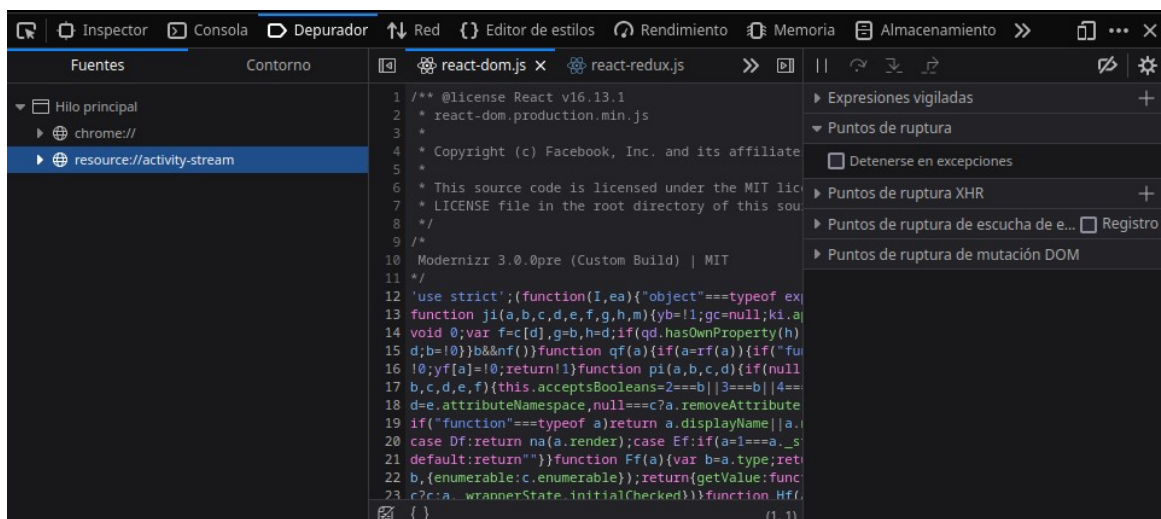 Inspector Consola Depurador Red {} Editor de estilos Rendimiento Memoria Almacenamiento
Fuentes Contorno react-dom.js react-redux.js
Hilo principal
chrome://
resource://activity-stream
1 /** @license React v16.13.1
2 * react-dom.production.min.js
3 *
4 * Copyright (c) Facebook, Inc. and its affiliate
5 *
6 * This source code is licensed under the MIT lic
7 * LICENSE file in the root directory of this sou
8 */
9 /*
10 Modernizr 3.0.0pre (Custom Build) | MIT
11 */
12 'use strict';(function(I,ea){"object"===typeof exp
13 function ji(a,b,c,d,e,f,g,h,m){yb=!1;gc=null;ki.ap
14 void 0;var f=c[d],g=b,h=d;if(qd.hasOwnProperty(h)
15 d;b=!0}}b&&nf()}function qf(a){if(a=rf(a)){if("fun
16 !0;yf[a]=!0;return!1}function pi(a,b,c,d){if(null
17 b,c,d,e,f){this.acceptsBooleans=2===b||3===b||4===
18 d=e.attributeNamespace,null===c?a.removeAttribute
19 if("function"===typeof a)return a.displayName||a.n
20 case Df:return na(a.render);case Ef:if(a=1===a._s
21 default:return""}}function Ff(a){var b=a.type;retu
22 b,{enumerable:c.enumerable});return{getValue:funct
23 c?c:a._wrapperState.initialChecked})}function Hf(
{ } (1, 1)
Expresiones vigiladas
Puntos de ruptura
Detenerse en excepciones
Puntos de ruptura XHR
Puntos de ruptura de escucha de e... Registro
Puntos de ruptura de mutación DOM